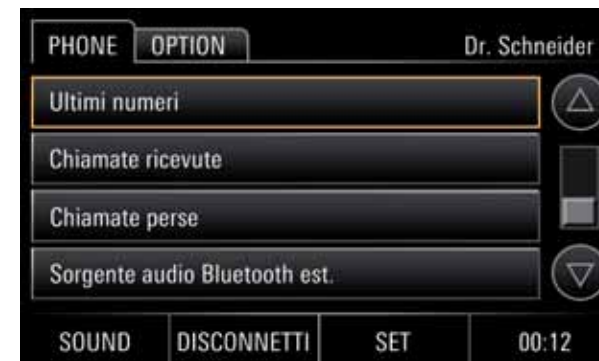 PHONE OPTION Dr. Schneider
Ultimi numeri
Chiamate ricevute
Chiamate perse
Sorgente audio Bluetooth est.
SOUND DISCONNETTI SET 00:12